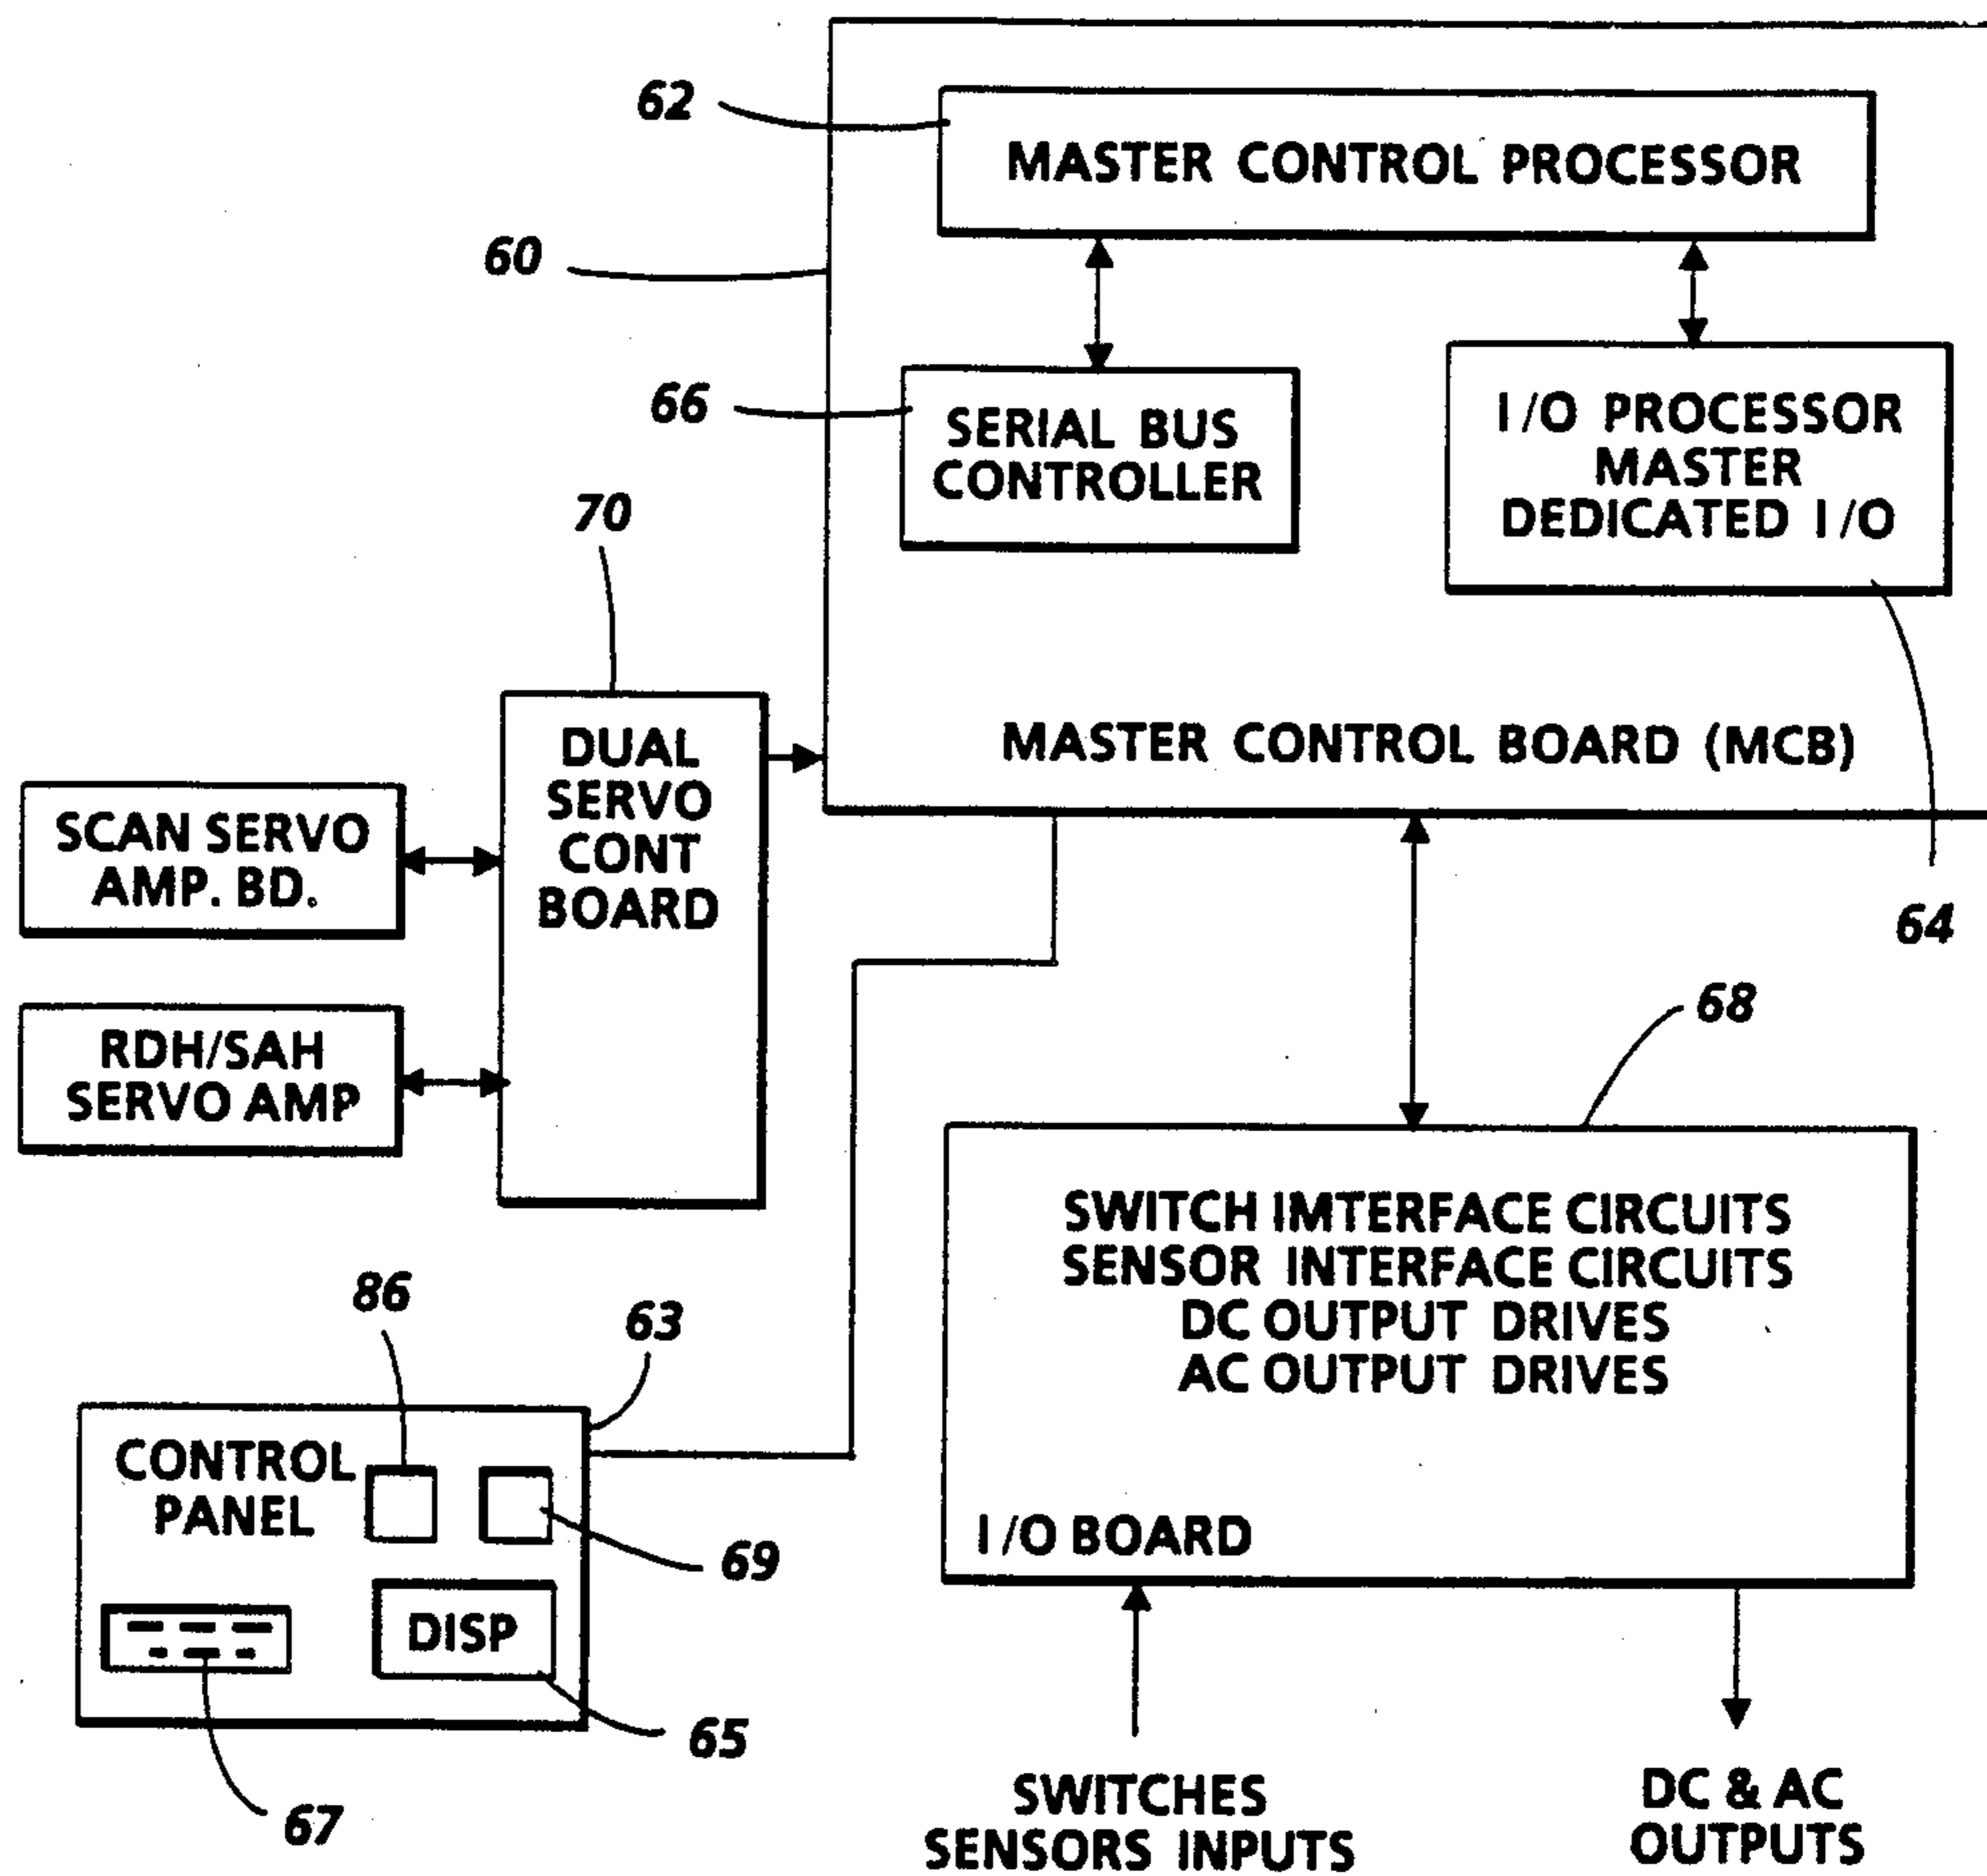 62
MASTER CONTROL PROCESSOR
60
66
SERIAL BUS
CONTROLLER
I/O PROCESSOR
MASTER
DEDICATED I/O
70
MASTER CONTROL BOARD (MCB)
DUAL
SERVO
CONT
BOARD
SCAN SERVO
AMP. BD.
64
RDH/SAH
SERVO AMP
68
SWITCH IMTERFACE CIRCUITS
SENSOR INTERFACE CIRCUITS
DC OUTPUT DRIVES
AC OUTPUT DRIVES
I/O BOARD
86
63
CONTROL
PANEL
69
DISP
65
67
SWITCHES
SENSORS INPUTS
DC & AC
OUTPUTS